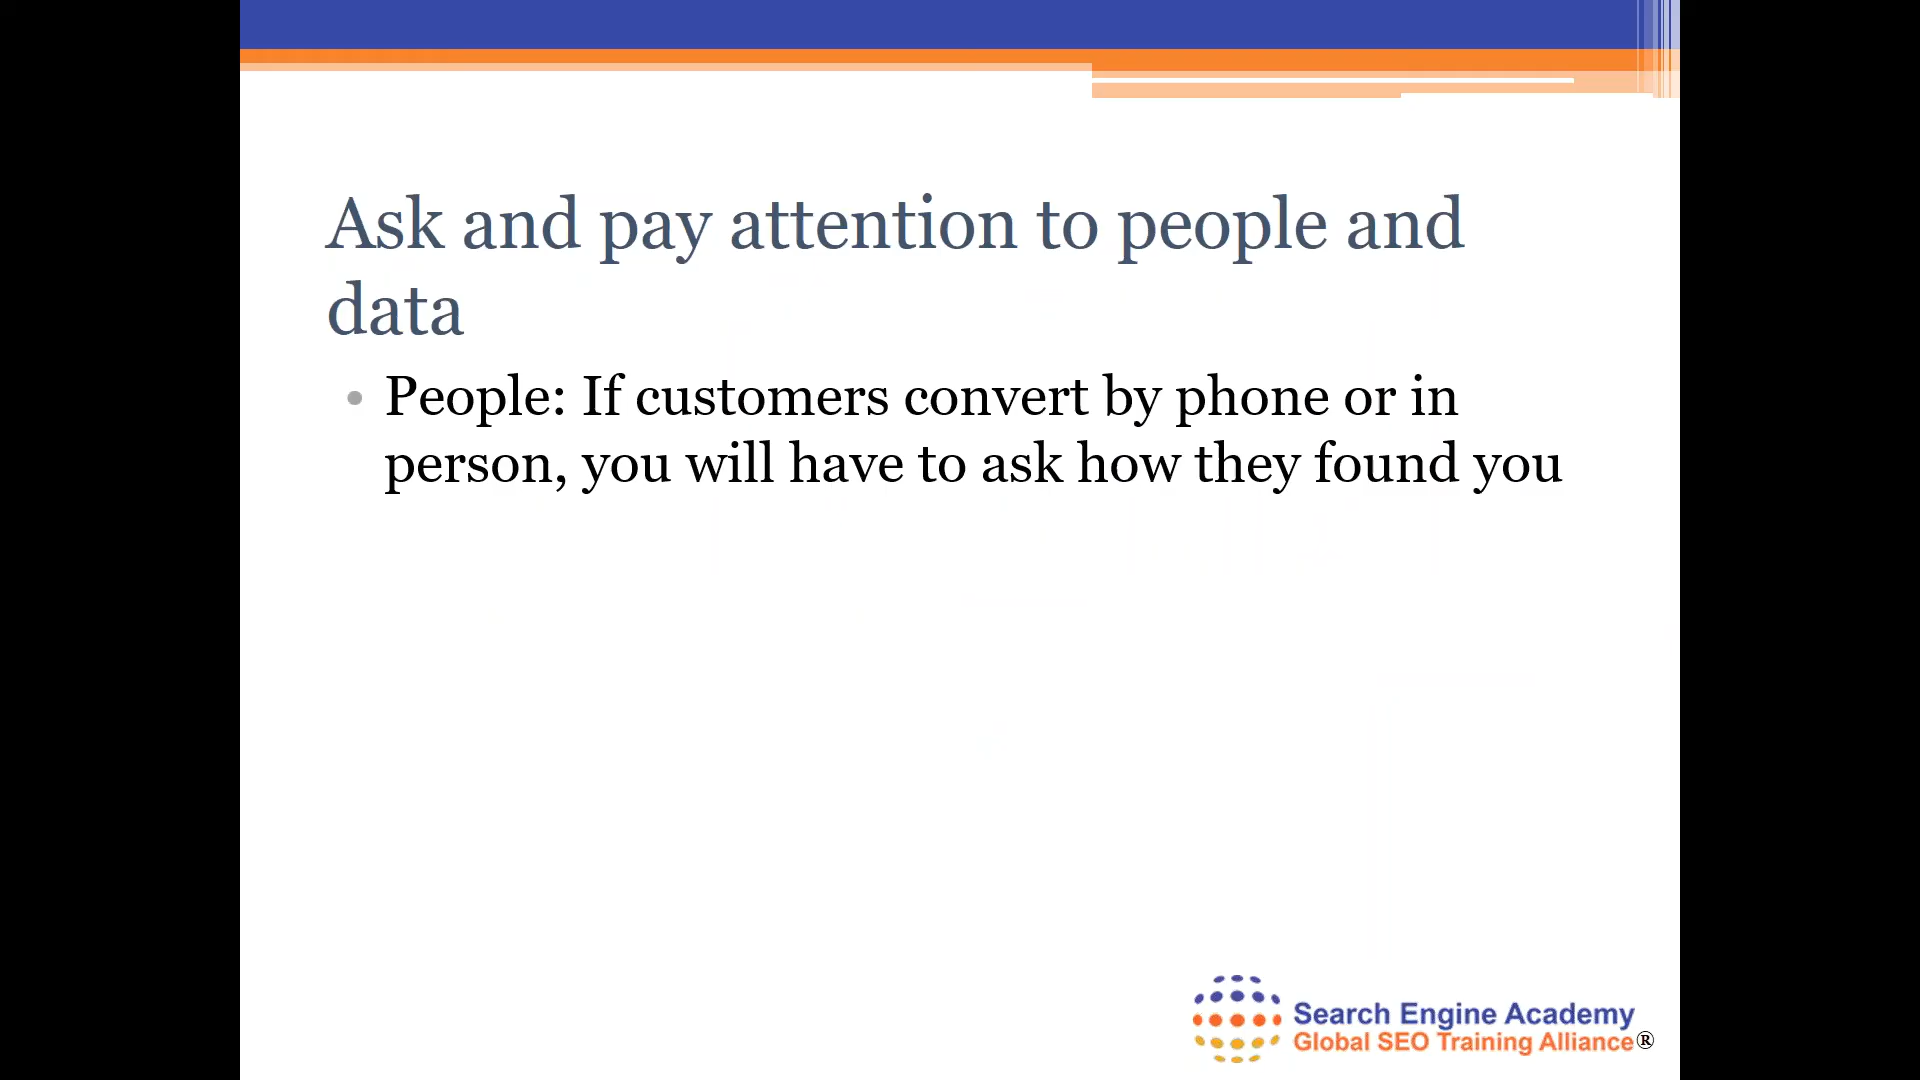 Ask and pay attention to people and
data
• People: If customers convert by phone or in
person, you will have to ask how they found you
Search Engine Academy
Global SEO Training Alliance®